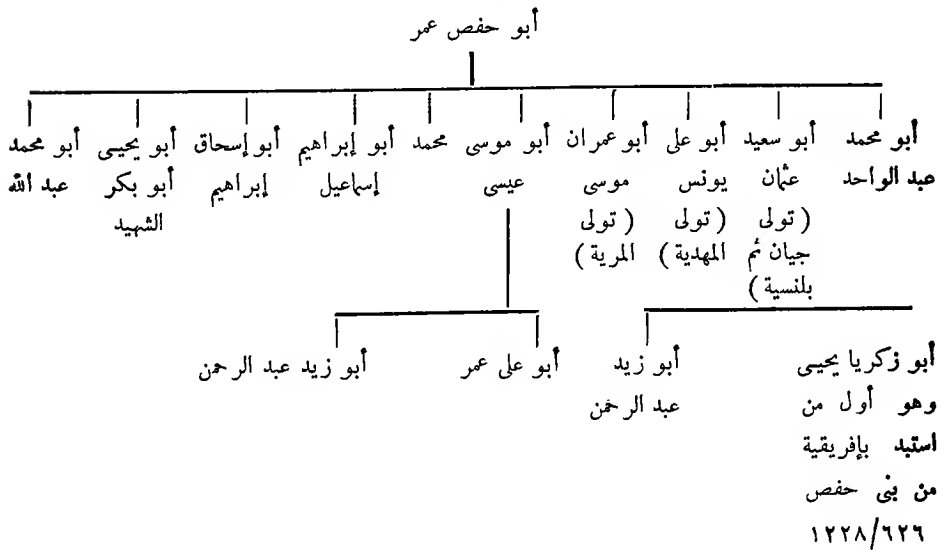 أبو حفص عمر
أبو محمد
عبد الواحد
أبو سعيد
عثمان
( تولى
جيان ثم
بلنسية )
أبو على
يونس
( تولى
المهدية )
أبو عمران
موسى
( تولى
المرية )
أبو موسى
عيسى
محمد
أبو إبراهيم
إسماعيل
أبو إسحاق
إبراهيم
أبو يحيى
أبو بكر
الشهيد
أبو محمد
عبد الله
أبو زكريا يحيى
وهو أول من
استبد بإفريقية
من بنى حفص
١٢٢٨/٦٢٦
أبو زيد
عبد الرحمن
أبو على عمر
أبو زيد عبد الرحمن